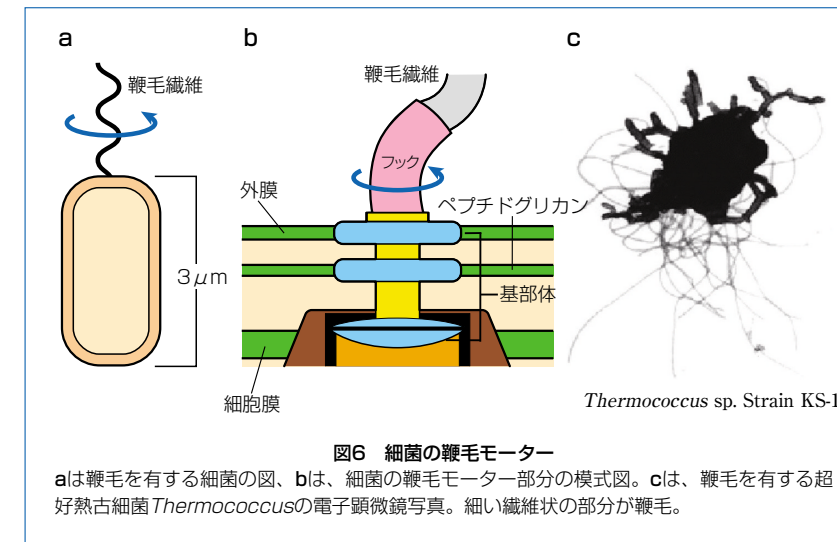 a
鞭毛繊維
3μm
b
鞭毛繊維
フック
外膜
ペプチドグリカン
基部体
細胞膜
c
Thermococcus sp. Strain KS-1
図6 細菌の鞭毛モーター
aは鞭毛を有する細菌の図、bは、細菌の鞭毛モーター部分の模式図。cは、鞭毛を有する超
好熱古細菌Thermococcusの電子顕微鏡写真。細い繊維状の部分が鞭毛。